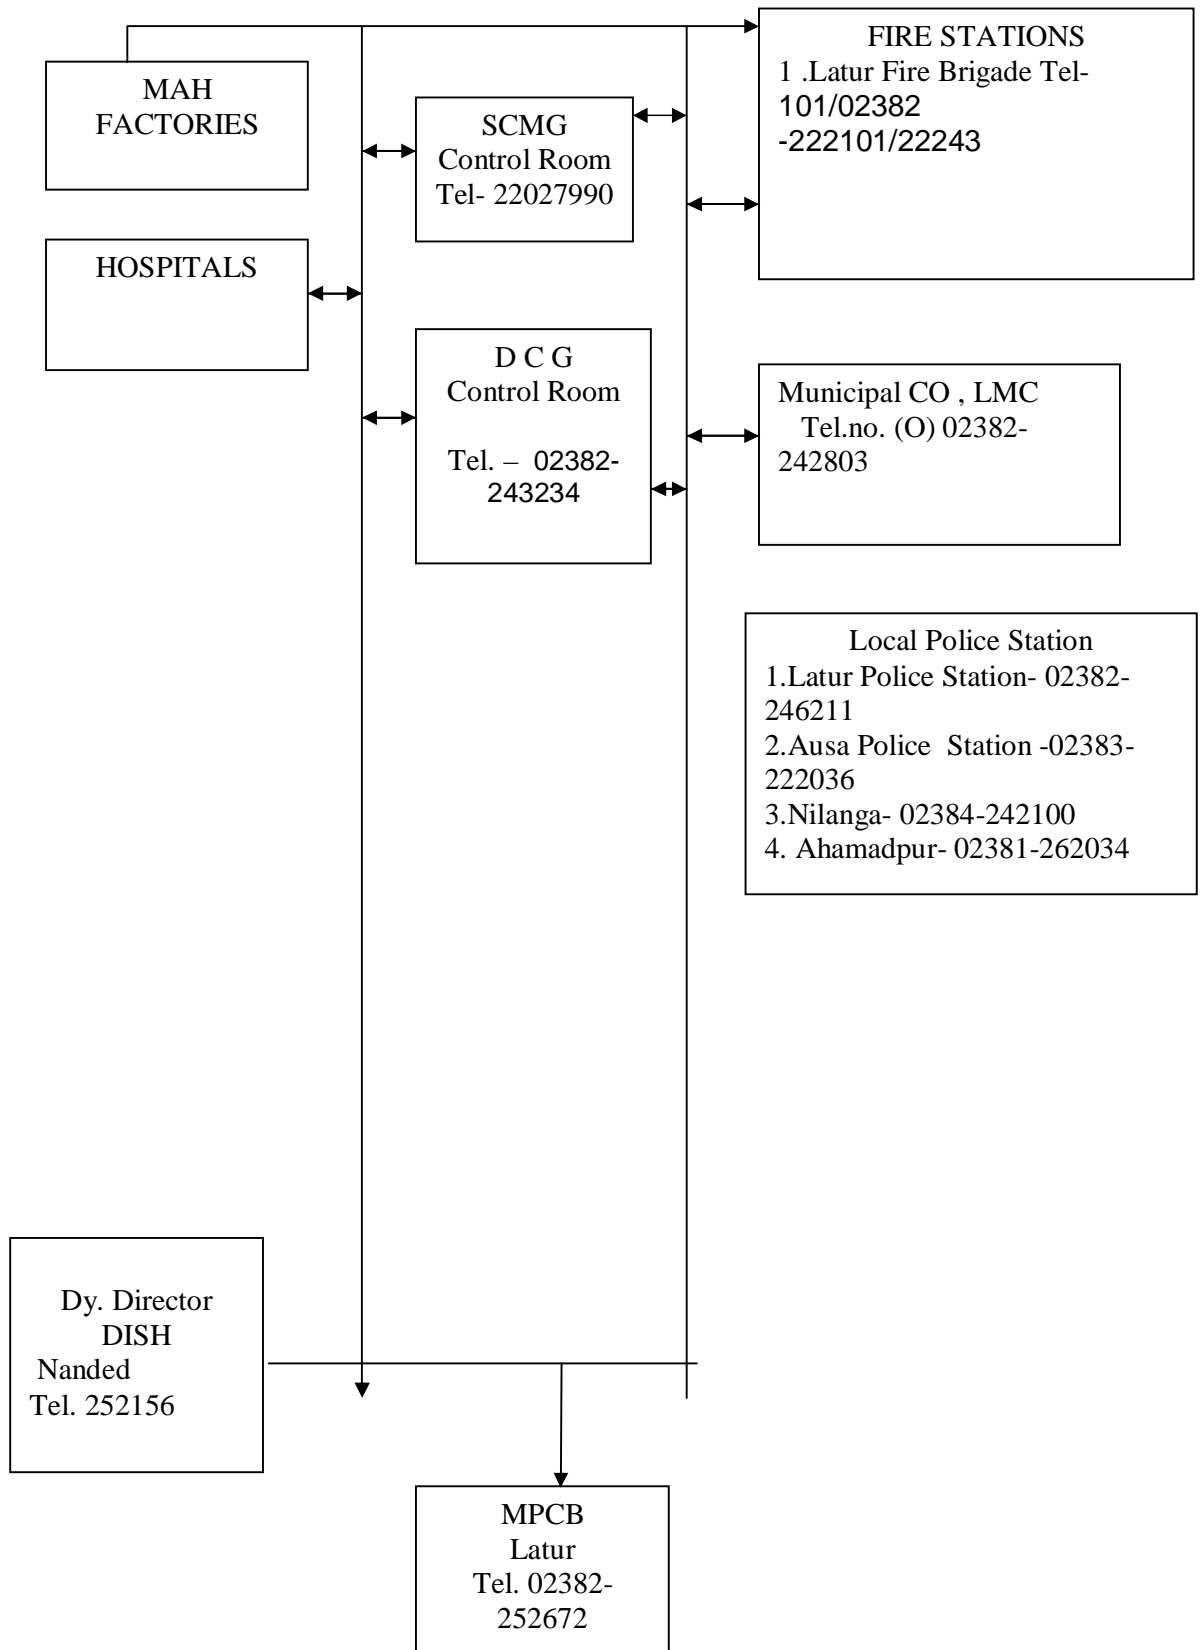 MAH
FACTORIES
FIRE STATIONS
1 .Latur Fire Brigade Tel-
101/02382
-222101/22243
SCMG
Control Room
Tel- 22027990
HOSPITALS
D C G
Control Room
Tel. – 02382-
243234
Municipal CO , LMC
Tel.no. (O) 02382-
242803
Local Police Station
1.Latur Police Station- 02382-
246211
2.Ausa Police Station -02383-
222036
3.Nilanga- 02384-242100
4. Ahamadpur- 02381-262034
Dy. Director
DISH
Nanded
Tel. 252156
MPCB
Latur
Tel. 02382-
252672